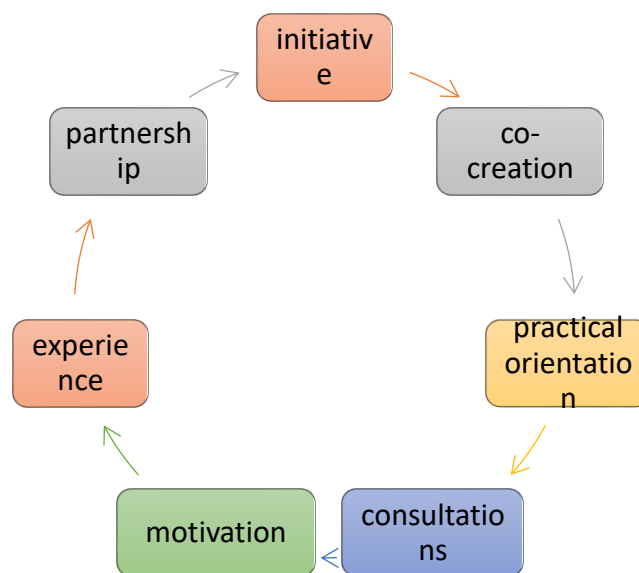 initiativ
e
co-
creation
practical
orientatio
n
consultatio
ns
motivation
experie
nce
partnersh
ip